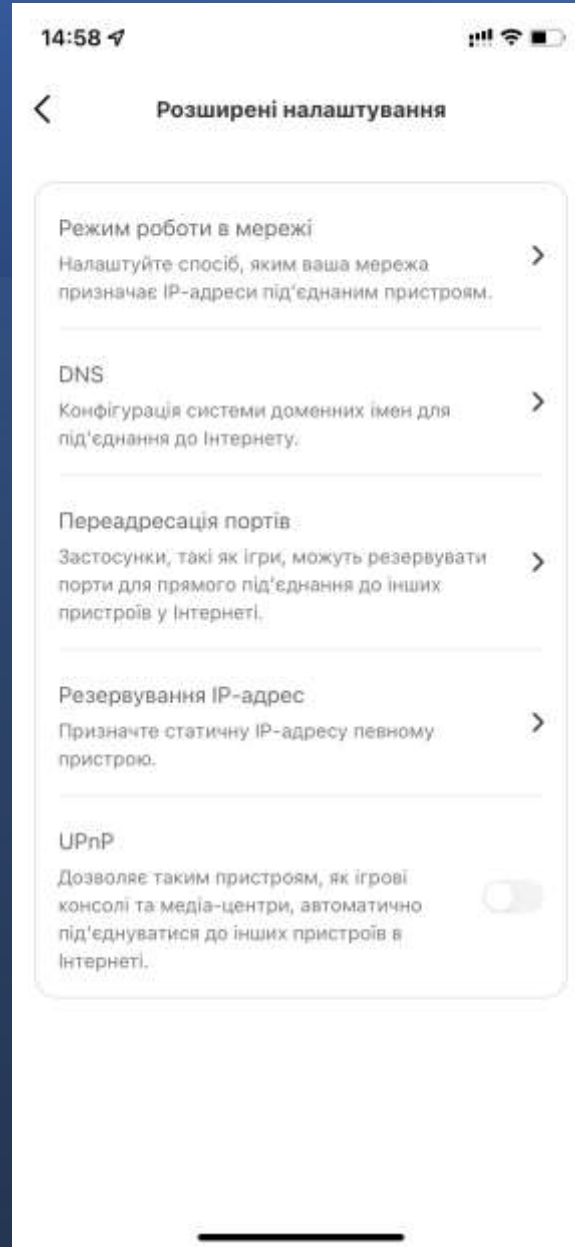 14:58
Розширені налаштування
Режим роботи в мережі
Налаштуйте спосіб, яким ваша мережа
призначає IP-адреси під'єднаним пристроям.
DNS
Конфігурація системи доменних імен для
під'єднання до Інтернету.
Переадресація портів
Застосунки, такі як ігри, можуть резервувати
порти для прямого під'єднання до інших
пристроїв у Інтернеті.
Резервування IP-адрес
Призначте статичну IP-адресу певному
пристрою.
UPnP
Дозволяє таким пристроям, як ігрові
консолі та медіа-центри, автоматично
під'єднуватися до інших пристроїв в
Інтернеті.